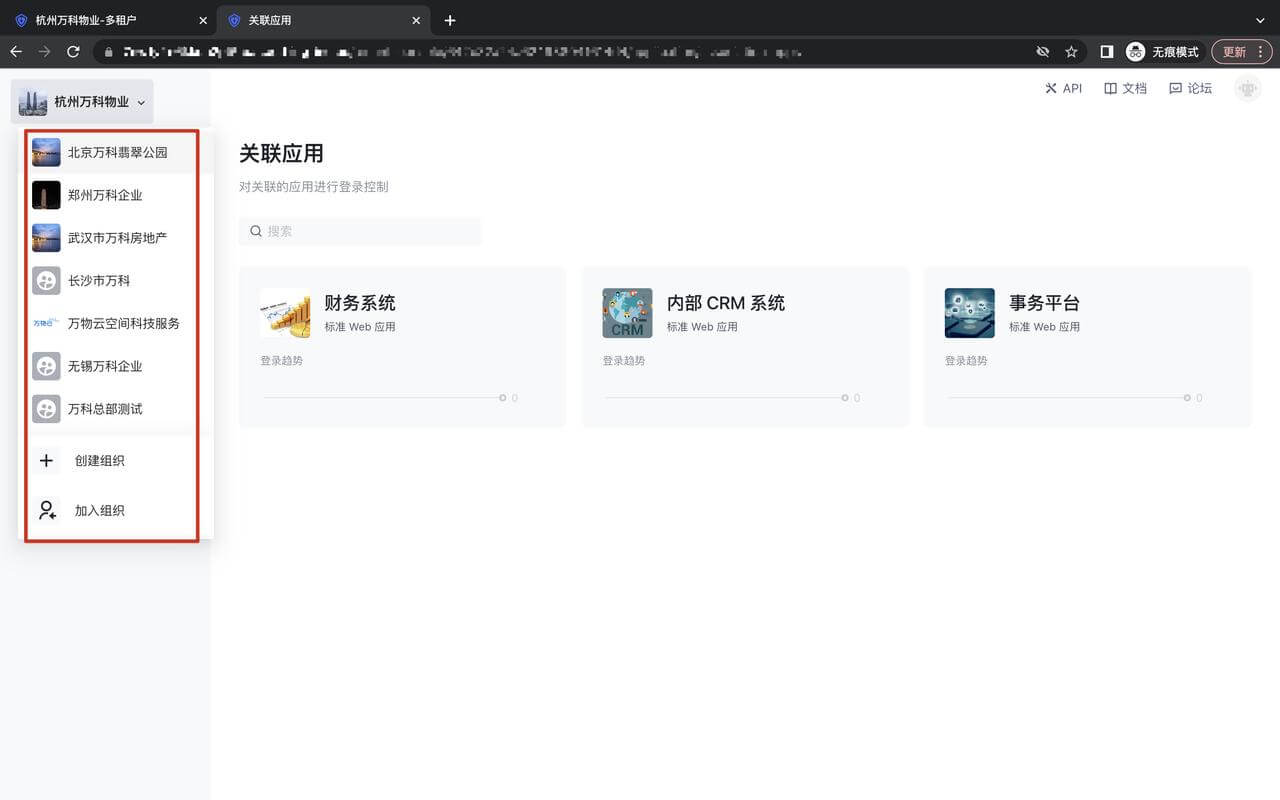 杭州万科物业-多租户
关联应用
无痕模式
更新
杭州万科物业
API
文档
论坛
北京万科翡翠公园
郑州万科企业
武汉市万科房地产
长沙市万科
万物云
万物云空间科技服务
无锡万科企业
万科总部测试
创建组织
加入组织
关联应用
对关联的应用进行登录控制
搜索
财务系统
标准 Web 应用
登录趋势
0
CRM
内部 CRM 系统
标准 Web 应用
登录趋势
0
事务平台
标准 Web 应用
登录趋势
0